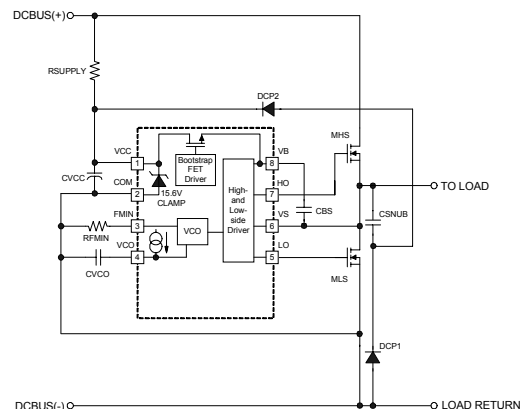 DCBUS(+)
RSUPPLY
DCP2
MHS
VCC
VB
1
8
Bootstrap
FET
Driver
CVCC
COM
HO
TO LOAD
2
7
15.6V
CLAMP
High-
and
Low-
side
Driver
CBS
CSNUB
FMIN
VS
3
6
RFMIN
VCO
VCO
LO
4
5
CVCO
MLS
DCP1
DCBUS(-)
LOAD RETURN